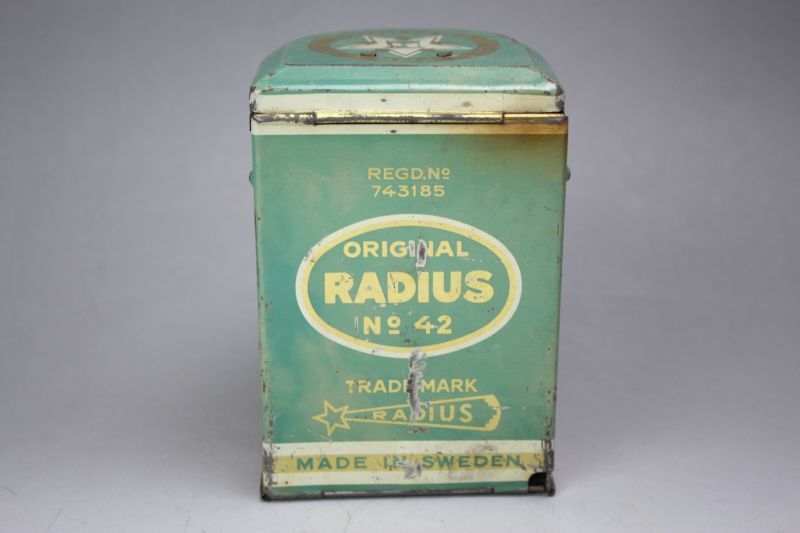 REGD.Nº
743185
ORIGINAL
RADIUS
Nº 42
TRADE MARK
RADIUS
MADE IN SWEDEN